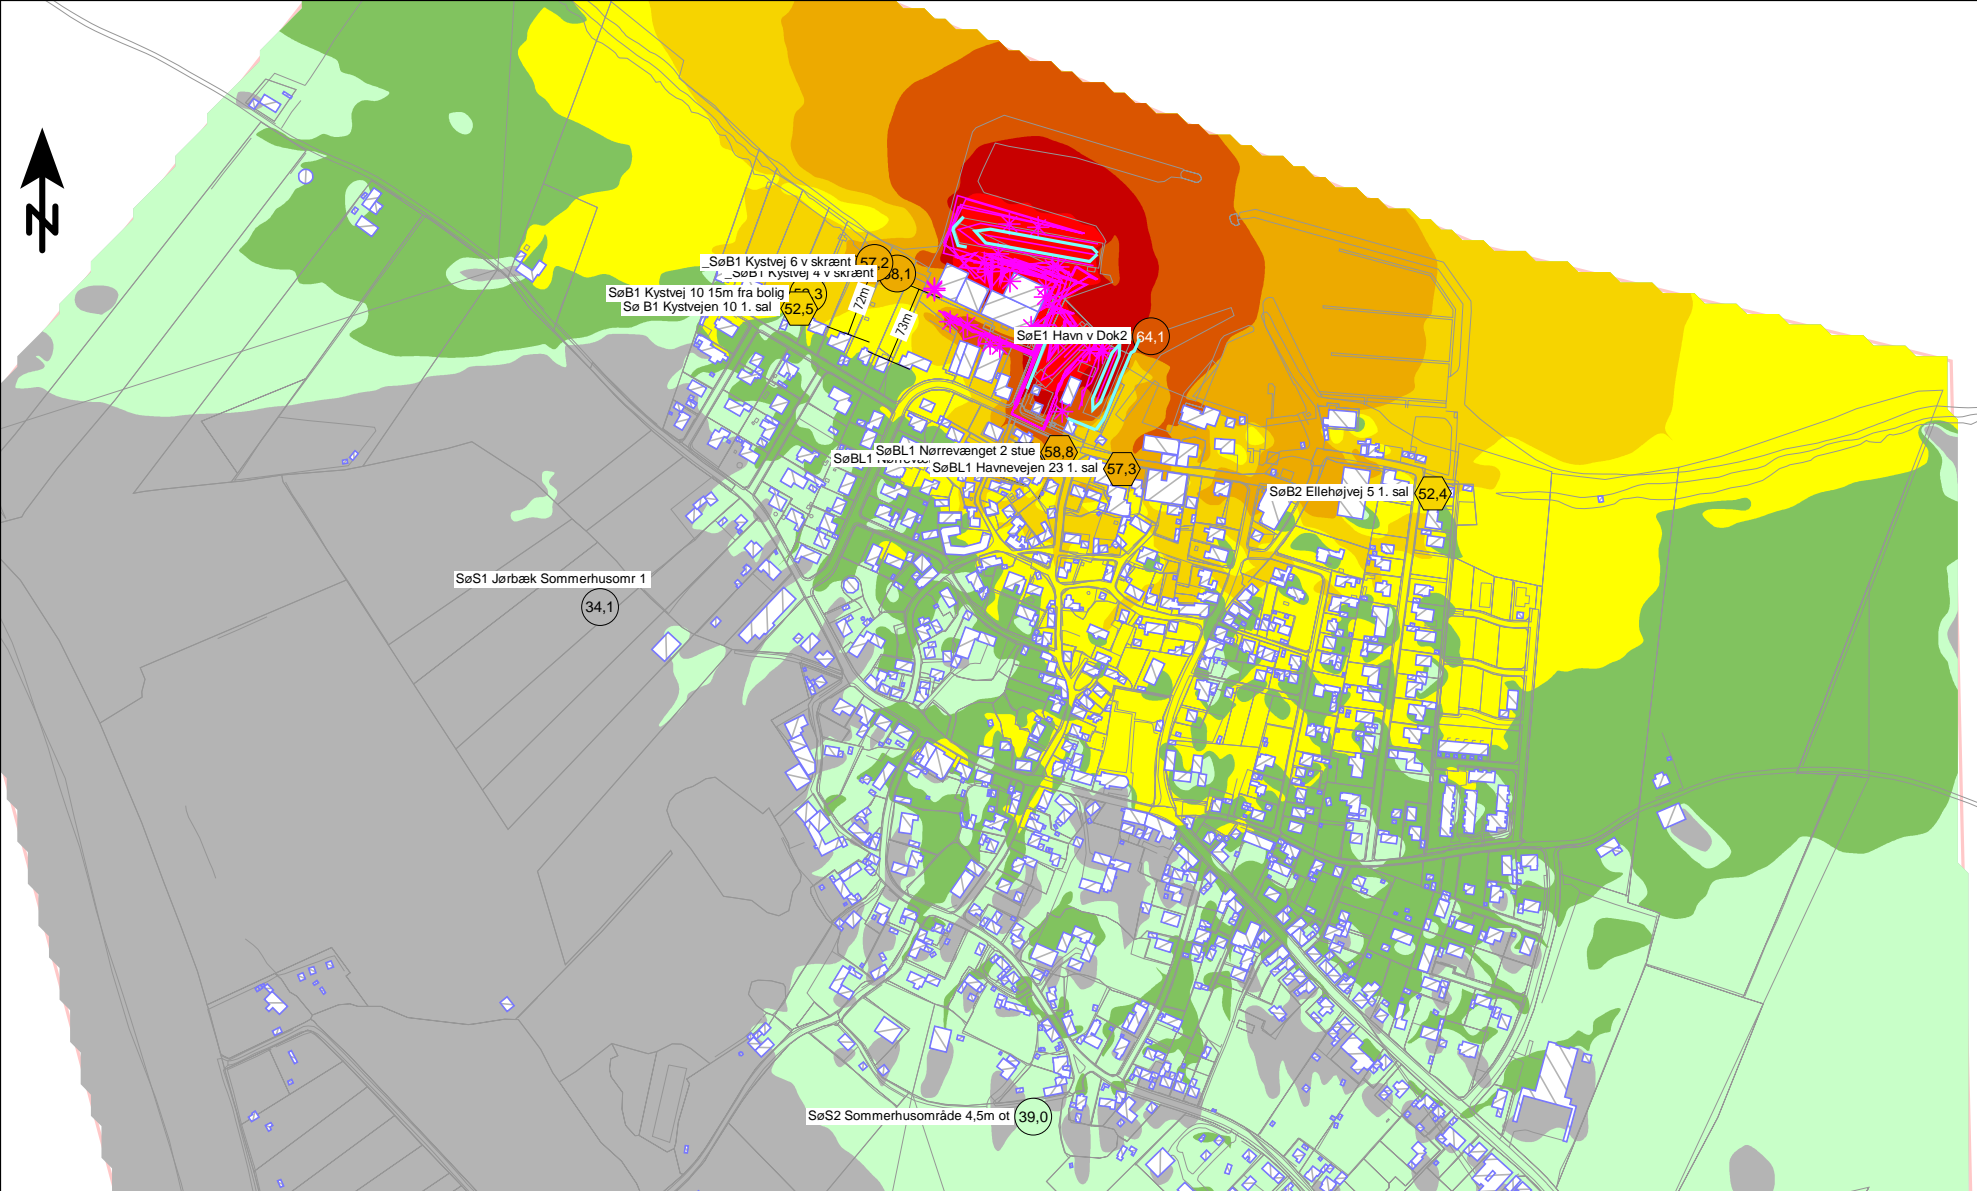 N
_SøB1 Kystvej 6 v skrænt 57,2
_SøB1 Kystvej 4 v skrænt 58,1
SøB1 Kystvej 10 15m fra bolig
Sø B1 Kystvejen 10 1. sal 52,5
72m
73m
SøE1 Havn v Dok2 64,1
SøBL1 Nørrevænget 2 stue 58,8
SøBL1
SøBL1 Havnevejen 23 1. sal 57,3
SøB2 Ellehøjvej 5 1. sal 52,4
SøS1 Jørbæk Sommerhusomr 1
34,1
SøS2 Sommerhusområde 4,5m ot 39,0